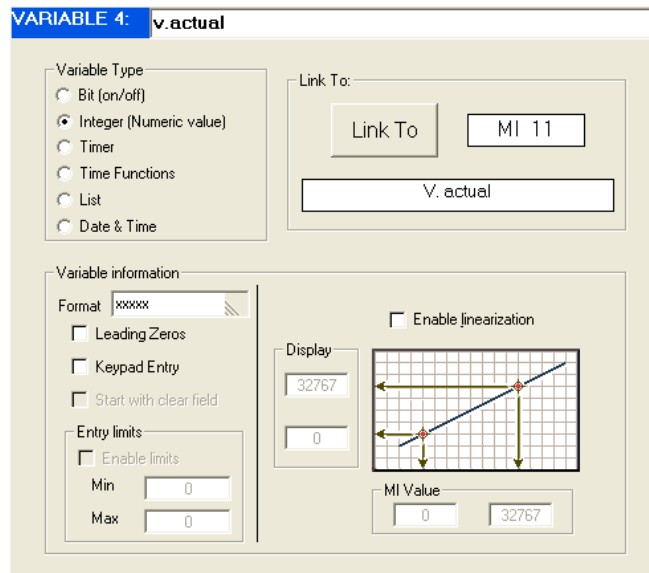 VARIABLE 4: v.actual
Variable Type
Bit (on/off)
Integer (Numeric value)
Timer
Time Functions
List
Date & Time
Link To:
Link To MI 11
V. actual
Variable information
Format xxxxx
Leading Zeros
Keypad Entry
Start with clear field
Entry limits
Enable limits
Min 0
Max 0
Enable linearization
Display
32767
0
MI Value
0 32767